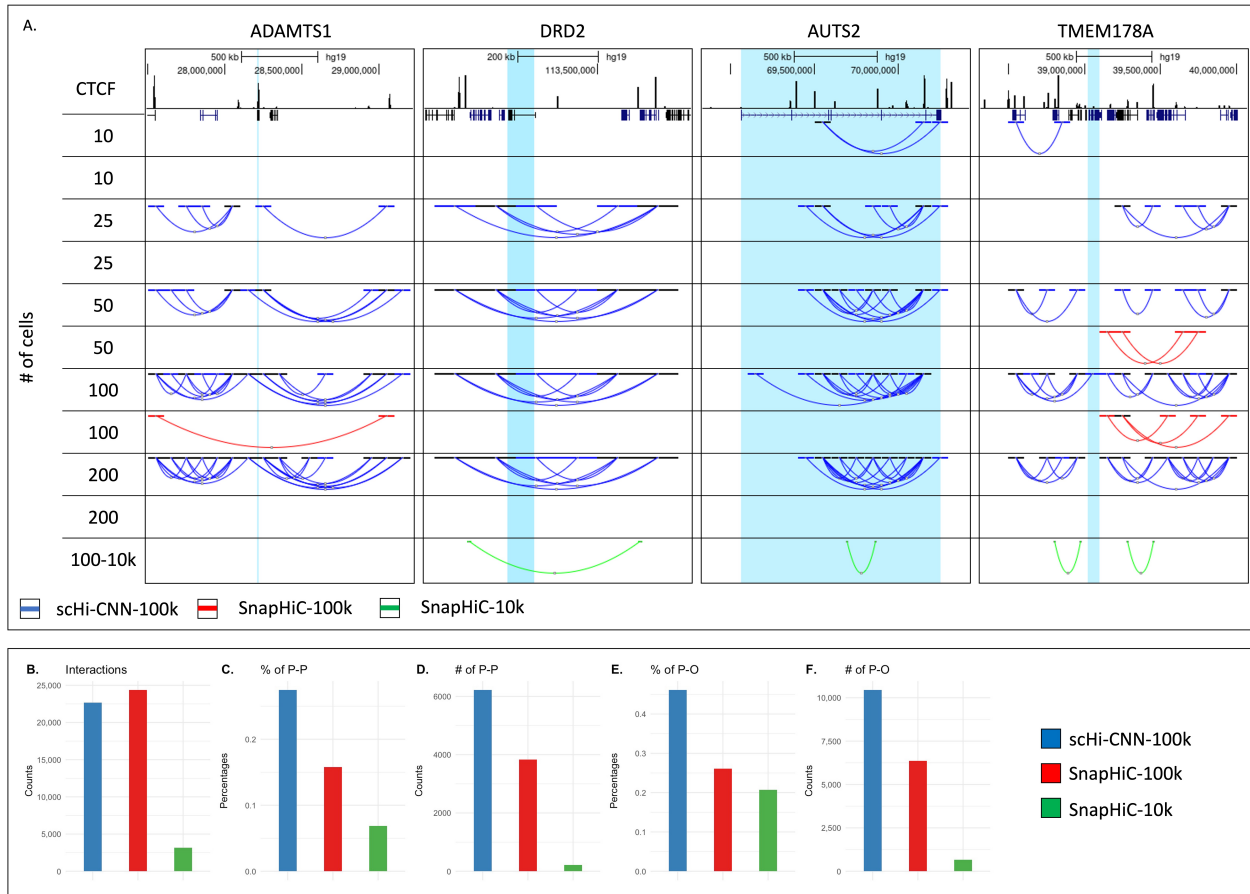 A.
ADAMTS1 DRD2 AUTS2 TMEM178A
500 kb hg19 200 kb hg19 500 kb hg19 500 kb hg19
28,000,000 28,500,000 29,000,000 113,500,000 69,500,000 70,000,000 39,000,000 39,500,000 40,000,000
CTCF
# of cells
10
10
25
25
50
50
100
100
200
200
100-10k
scHi-CNN-100k SnapHiC-100k SnapHiC-10k
B. Interactions C. % of P-P D. # of P-P E. % of P-O F. # of P-O
Counts
25,000
20,000
15,000
10,000
5,000
0
Percentages
0.2
0.1
0.0
Counts
6000
4000
2000
0
Percentages
0.4
0.3
0.2
0.1
0.0
Counts
10,000
7,500
5,000
2,500
0
scHi-CNN-100k
SnapHiC-100k
SnapHiC-10k